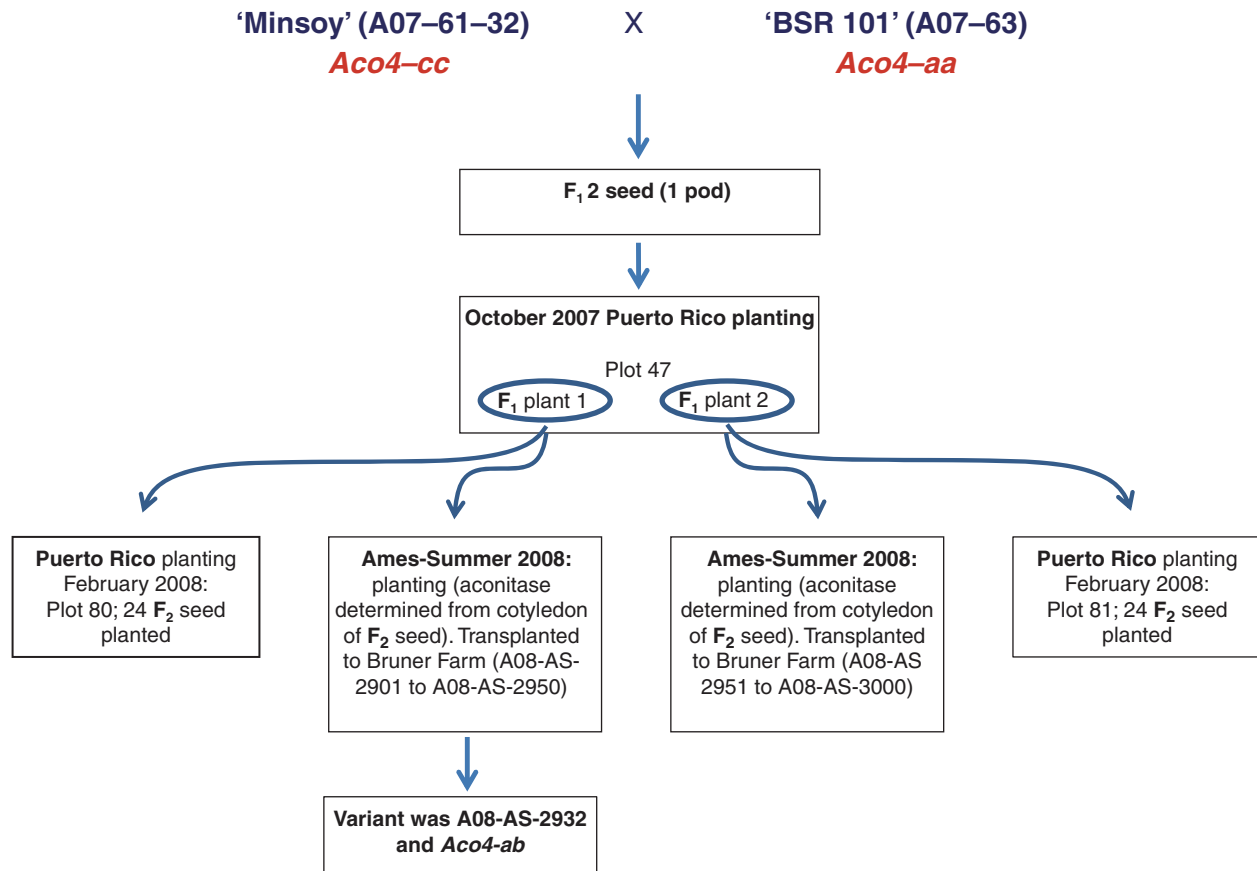 ‘Minsoy’ (A07–61–32) X ‘BSR 101’ (A07–63)
Aco4–cc Aco4–aa
F1 2 seed (1 pod)
October 2007 Puerto Rico planting
Plot 47
F1 plant 1 F1 plant 2
Puerto Rico planting
February 2008:
Plot 80; 24 F2 seed
planted
Ames-Summer 2008:
planting (aconitase
determined from cotyledon
of F2 seed). Transplanted
to Bruner Farm (A08-AS-
2901 to A08-AS-2950)
Ames-Summer 2008:
planting (aconitase
determined from cotyledon
of F2 seed). Transplanted
to Bruner Farm (A08-AS
2951 to A08-AS-3000)
Puerto Rico planting
February 2008:
Plot 81; 24 F2 seed
planted
Variant was A08-AS-2932
and Aco4-ab